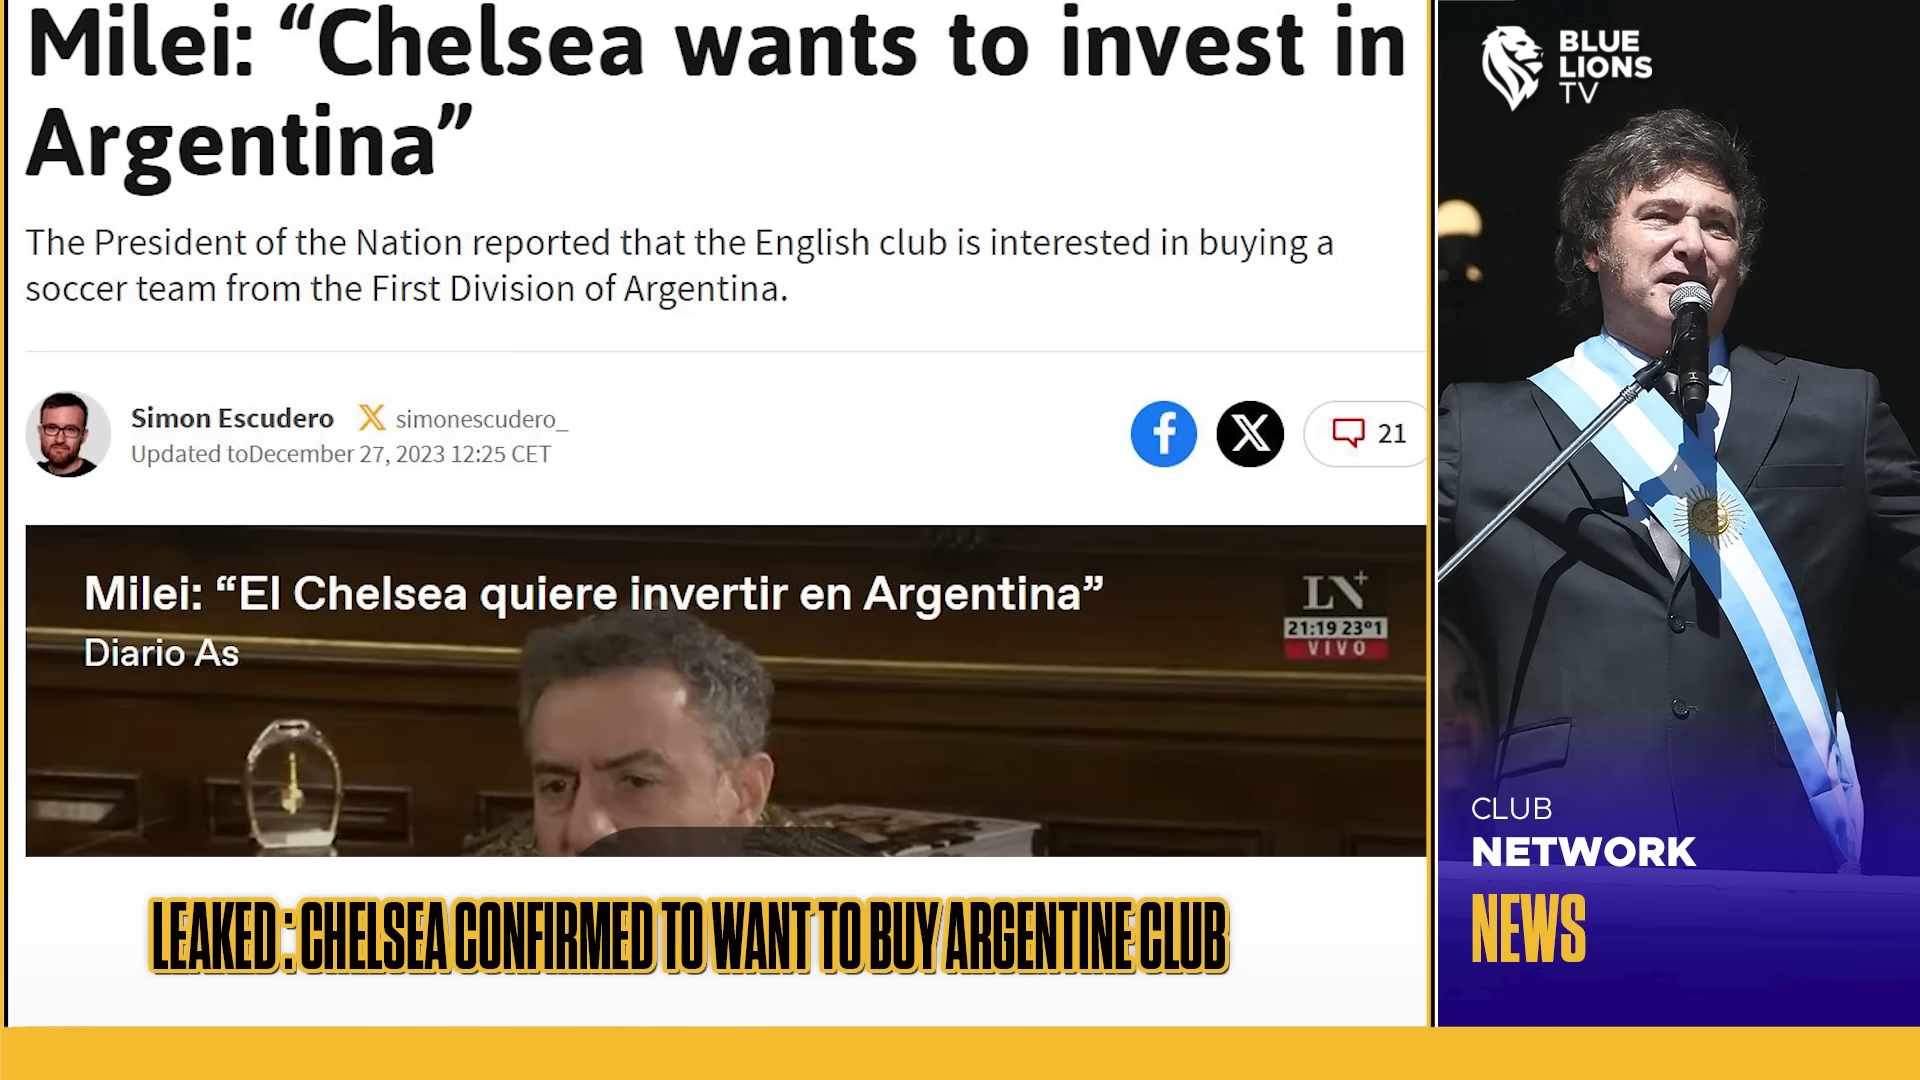 Milei: “Chelsea wants to invest in
Argentina”
The President of the Nation reported that the English club is interested in buying a
soccer team from the First Division of Argentina.
Simon Escudero X simonescudero_
Updated toDecember 27, 2023 12:25 CET
21
Milei: “El Chelsea quiere invertir en Argentina”
Diario As
LN+
21:19 23°1
VIVO
LEAKED : CHELSEA CONFIRMED TO WANT TO BUY ARGENTINE CLUB
BLUE
LIONS
TV
CLUB
NETWORK
NEWS